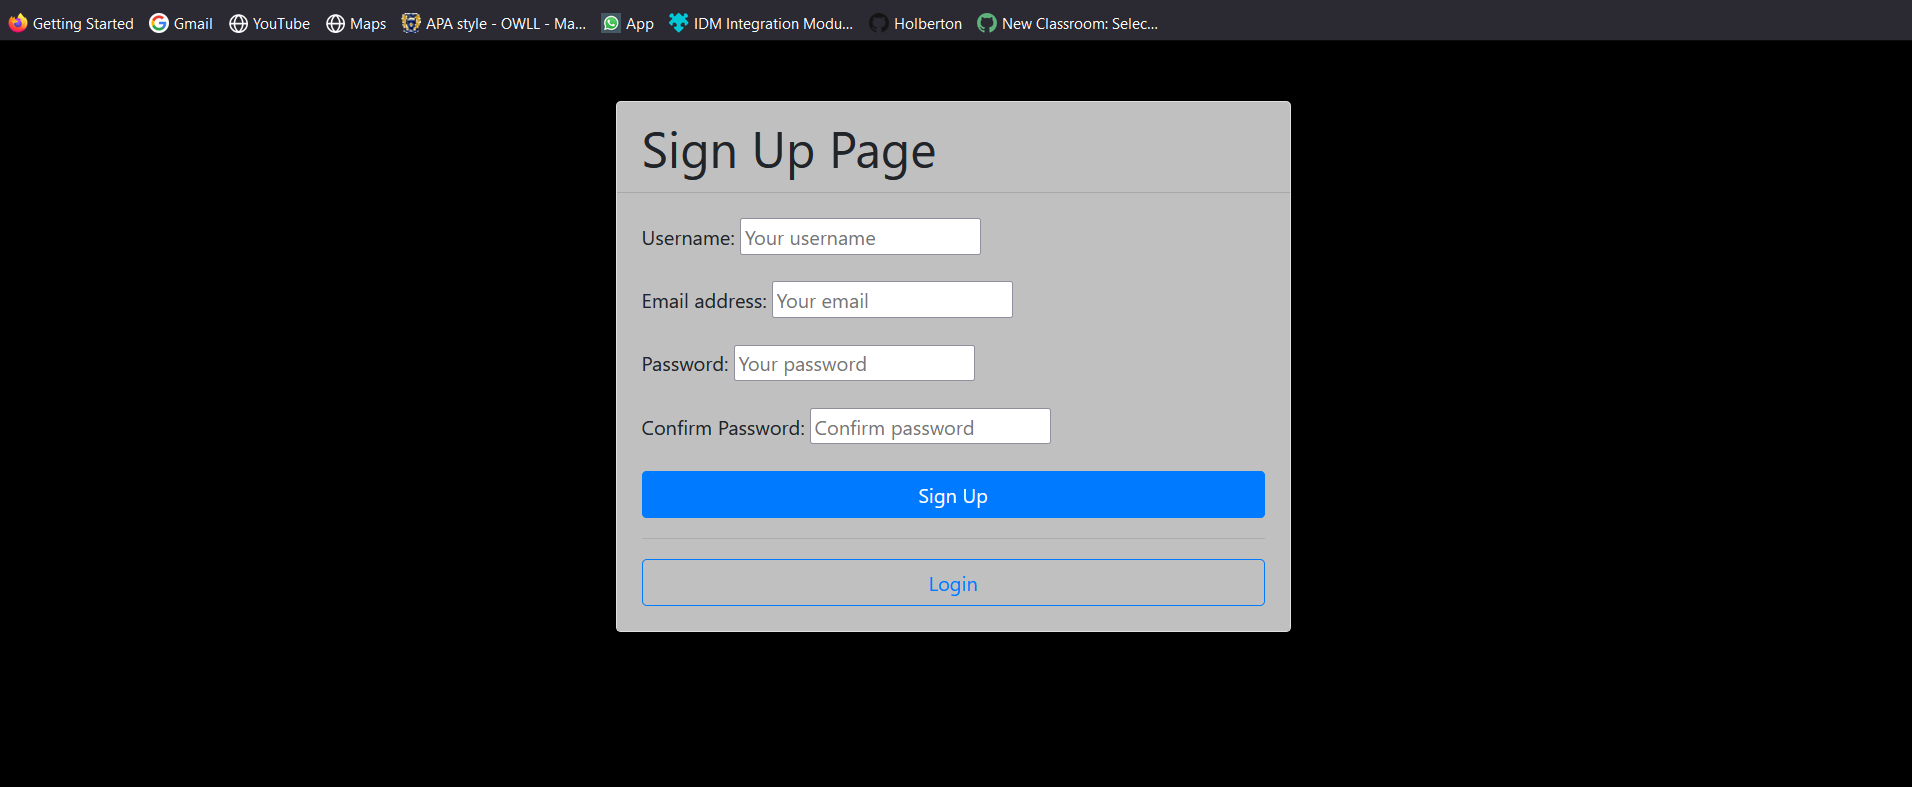 Getting Started Gmail YouTube Maps APA style - OWLL - Ma... App IDM Integration Modu... Holberton New Classroom: Selec...
Sign Up Page
Username: Your username
Email address: Your email
Password: Your password
Confirm Password: Confirm password
Sign Up
Login